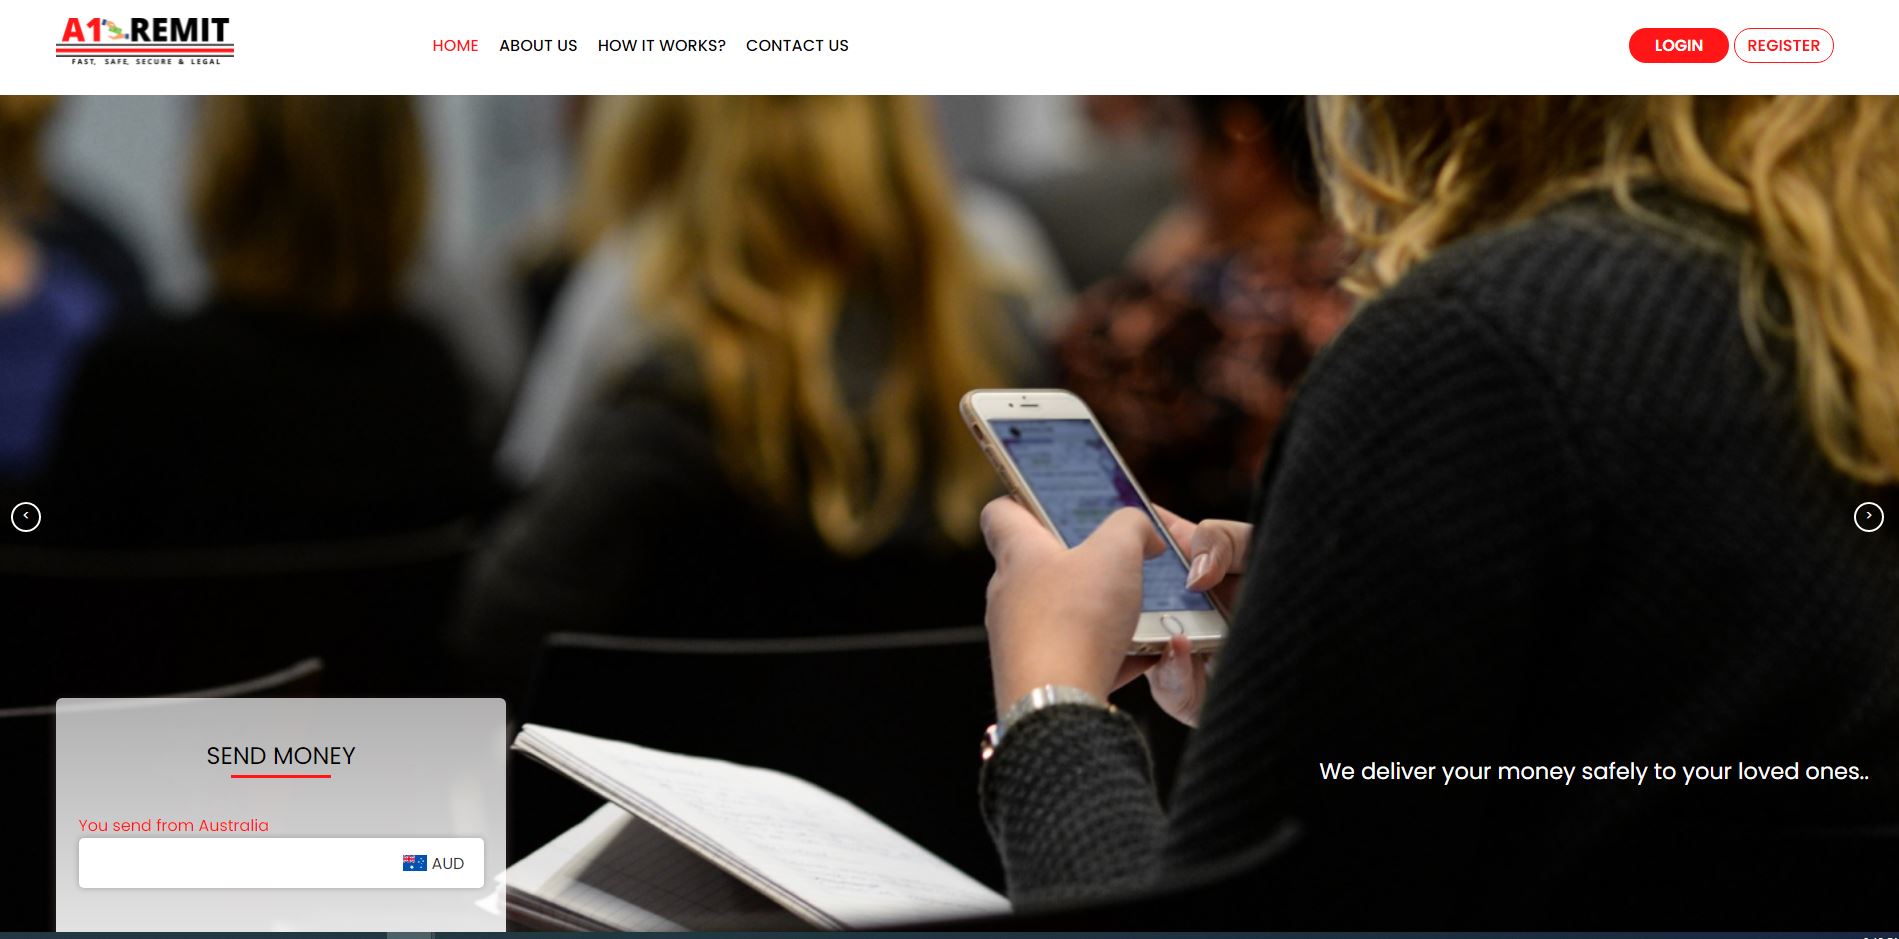 A1 REMIT
FAST, SAFE, SECURE & LEGAL
HOME ABOUT US HOW IT WORKS? CONTACT US
LOGIN REGISTER
<
>
SEND MONEY
We deliver your money safely to your loved ones..
You send from Australia
AUD